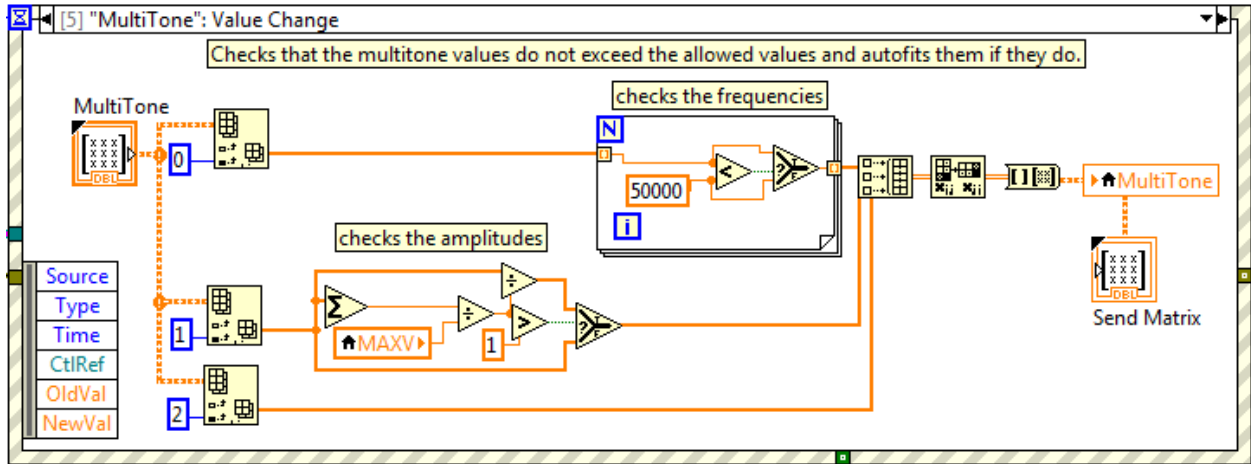 [5] "MultiTone": Value Change
Checks that the multitone values do not exceed the allowed values and autofits them if they do.
MultiTone
DBL
0
checks the frequencies
N
50000
i
MultiTone
DBL
Send Matrix
checks the amplitudes
MAXV
1
1
2
Source
Type
Time
CtlRef
OldVal
NewVal